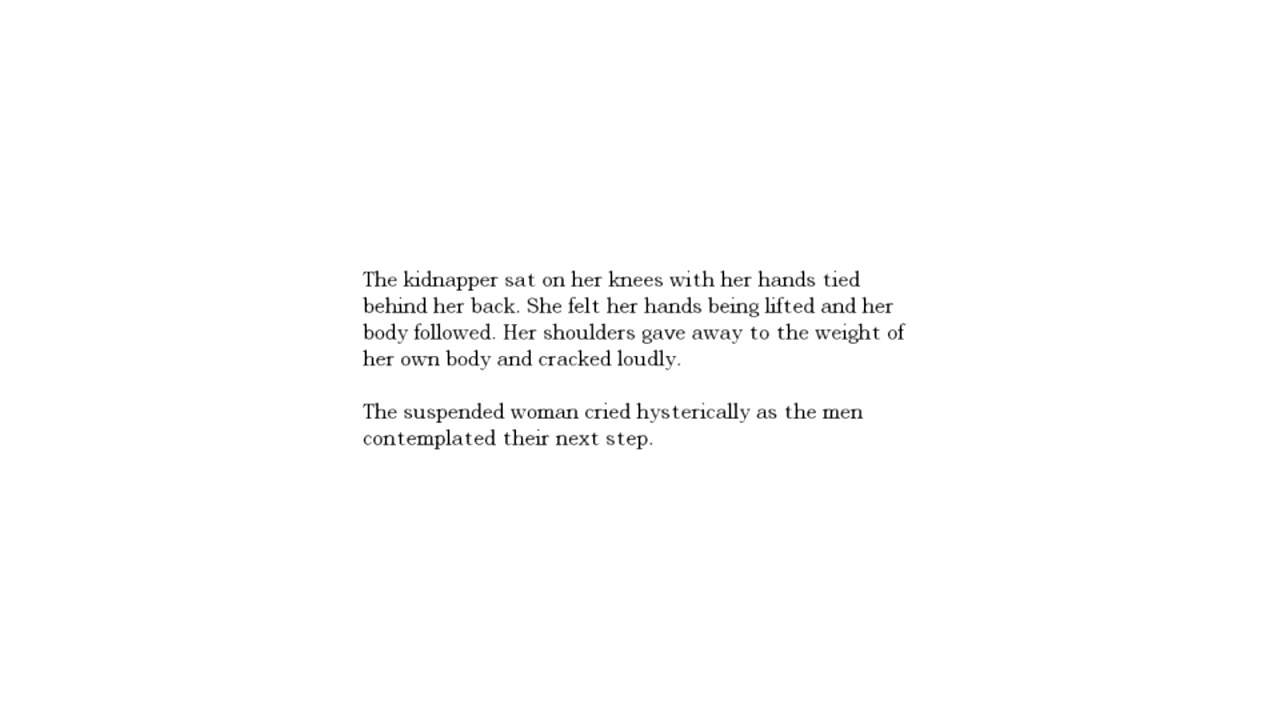 The kidnapper sat on her knees with her hands tied
behind her back. She felt her hands being lifted and her
body followed. Her shoulders gave away to the weight of
her own body and cracked loudly.
The suspended woman cried hysterically as the men
contemplated their next step.